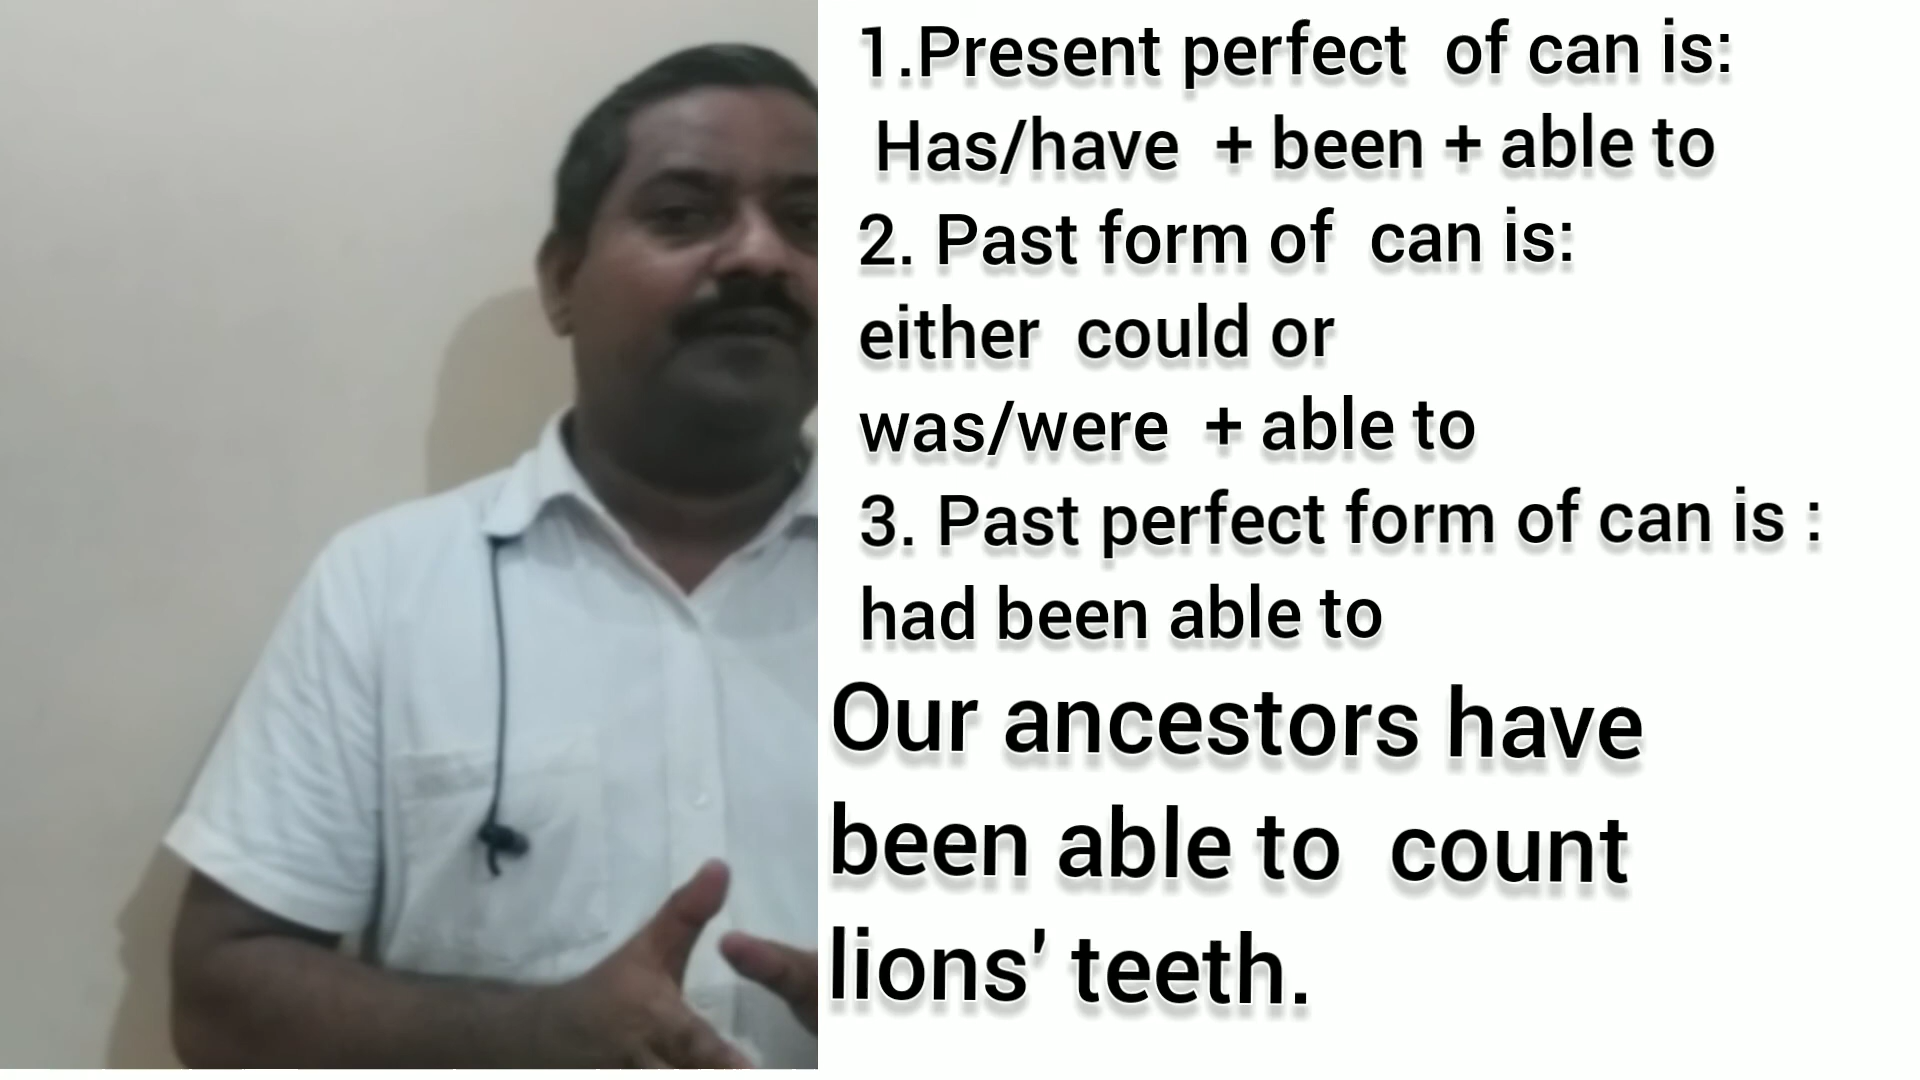 1.Present perfect of can is:
Has/have + been + able to
2. Past form of can is:
either could or
was/were + able to
3. Past perfect form of can is :
had been able to
Our ancestors have
been able to count
lions' teeth.